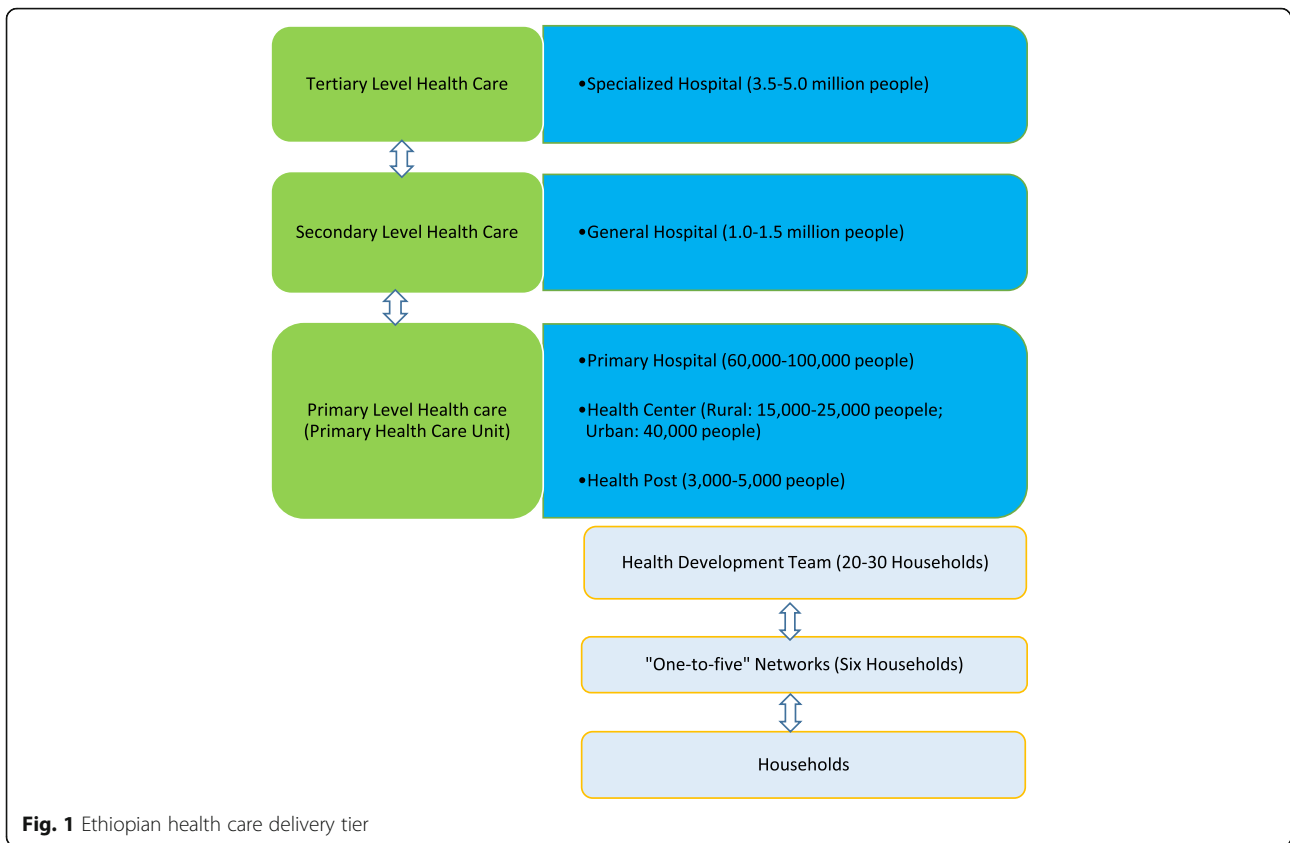 Tertiary Level Health Care
•Specialized Hospital (3.5-5.0 million people)
Secondary Level Health Care
•General Hospital (1.0-1.5 million people)
Primary Level Health care
(Primary Health Care Unit)
•Primary Hospital (60,000-100,000 people)
•Health Center (Rural: 15,000-25,000 peopele;
Urban: 40,000 people)
•Health Post (3,000-5,000 people)
Health Development Team (20-30 Households)
"One-to-five" Networks (Six Households)
Households
Fig. 1 Ethiopian health care delivery tier